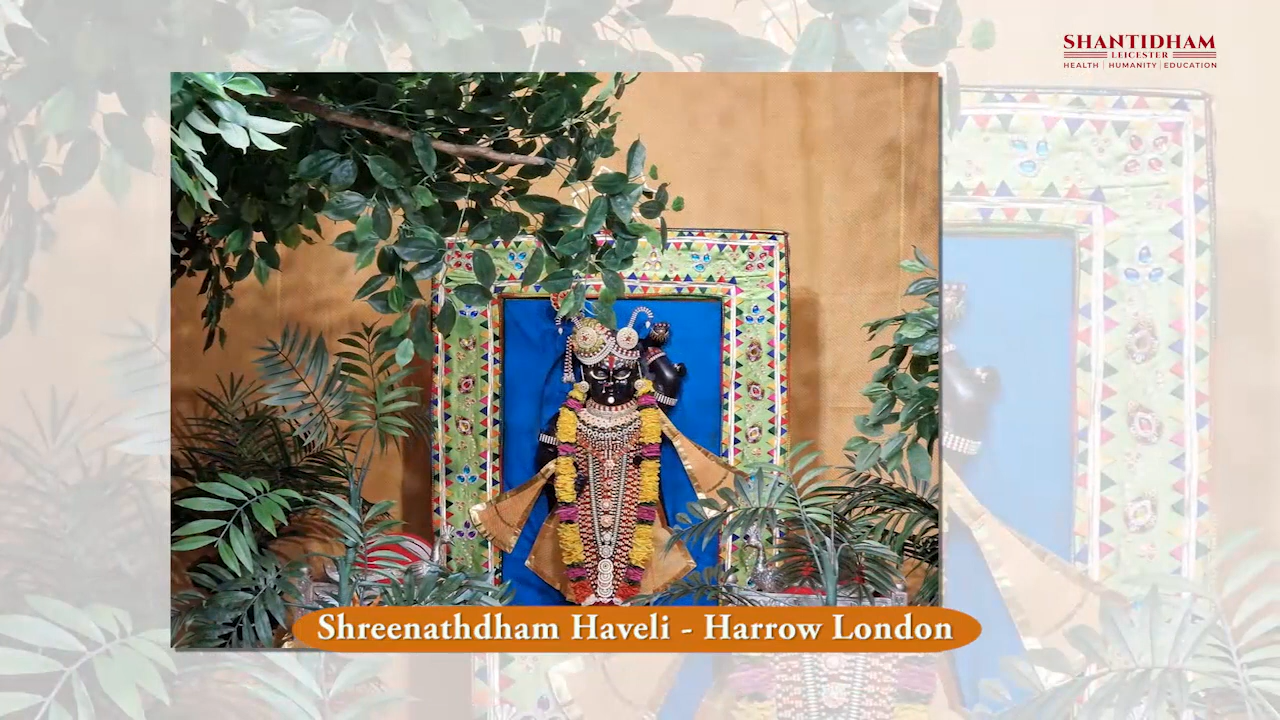 SHANTIDHAM
LEICESTER
HEALTH | HUMANITY | EDUCATION
Shreenathdham Haveli - Harrow London